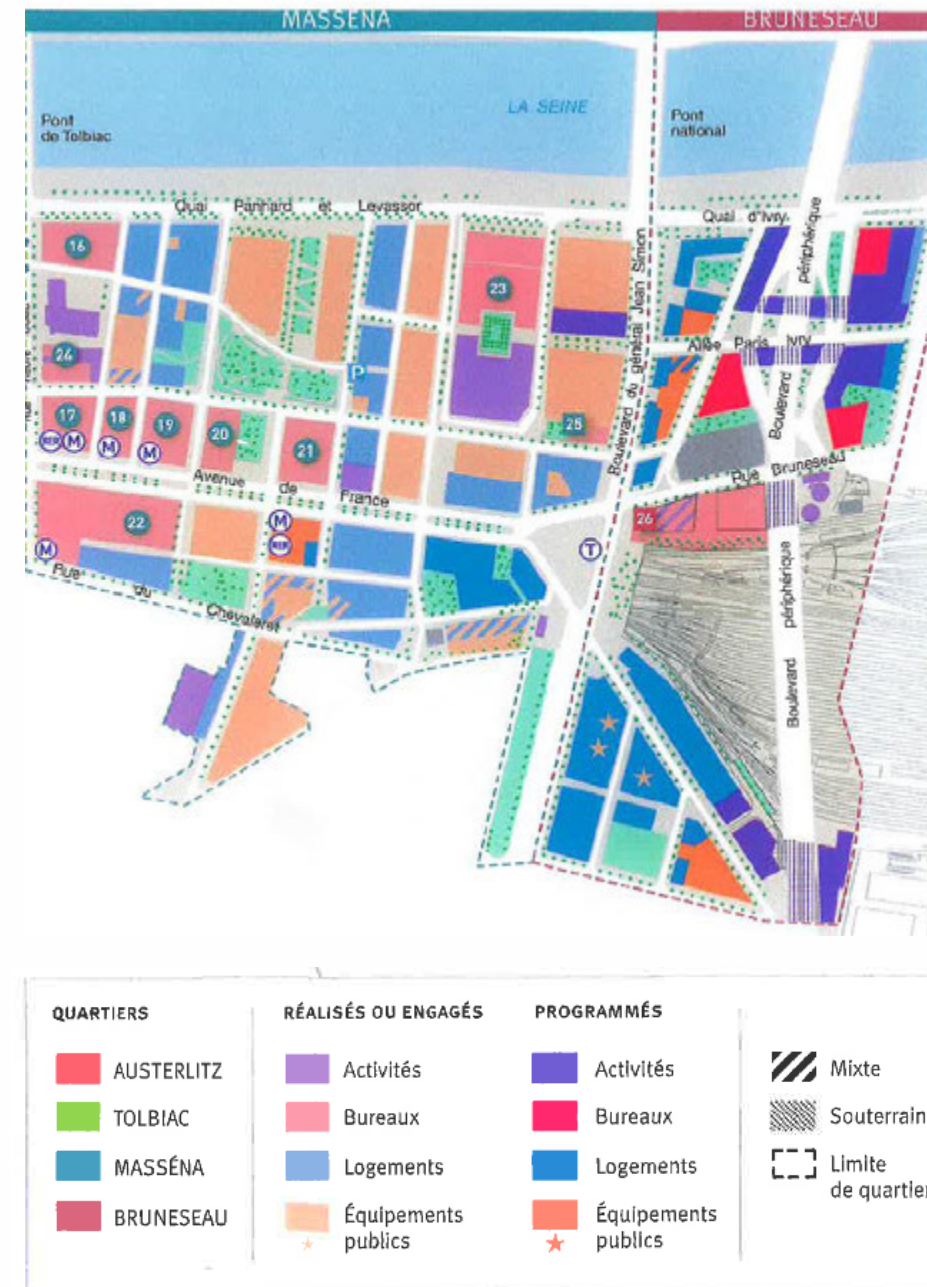 MASSÉNA
BRUNESEAU
LA SEINE
Pont
de Tolbiac
Pont
national
Quai Panhard et Levassor
Quai d'Ivry
périphérique
16
23
Boulevard du général Jean Simon
Allée Paris Ivry
P
24
17
18
19
20
21
25
Boulevard
RER
M
M
M
Avenue de France
Rue Bruneseau
22
M
RER
M
T
26
Rue du Chevaleret
Boulevard périphérique
QUARTIERS
AUSTERLITZ
TOLBIAC
MASSÉNA
BRUNESEAU
RÉALISÉS OU ENGAGÉS
Activités
Bureaux
Logements
Équipements
publics
PROGRAMMÉS
Activités
Bureaux
Logements
Équipements
publics
Mixte
Souterrain
Limite
de quartier